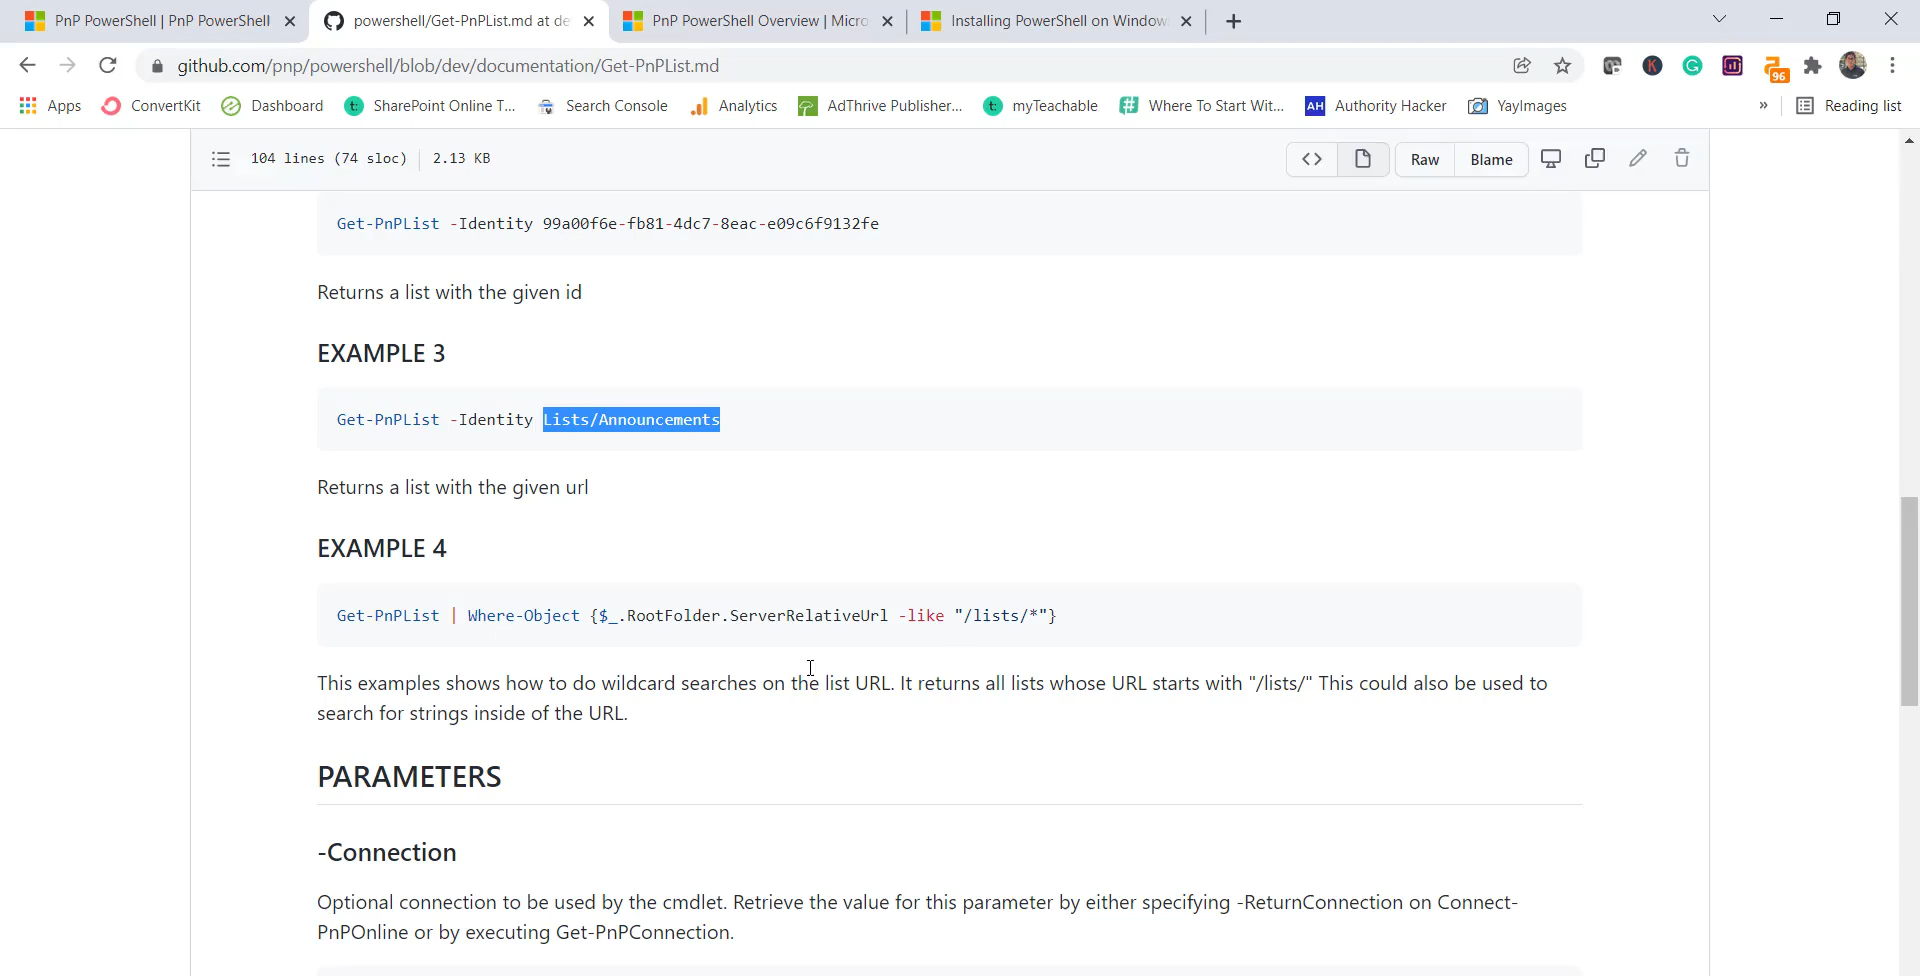 PnP PowerShell | PnP PowerShell
powershell/Get-PnPList.md at de
PnP PowerShell Overview | Micro
Installing PowerShell on Window
github.com/pnp/powershell/blob/dev/documentation/Get-PnPList.md
96
Apps
ConvertKit
Dashboard
SharePoint Online T...
Search Console
Analytics
AdThrive Publisher...
myTeachable
Where To Start Wit...
AH
Authority Hacker
YayImages
»
Reading list
104 lines (74 sloc)
2.13 KB
Raw
Blame
Get-PnPList -Identity 99a00f6e-fb81-4dc7-8eac-e09c6f9132fe
Returns a list with the given id
EXAMPLE 3
Get-PnPList -Identity Lists/Announcements
Returns a list with the given url
EXAMPLE 4
Get-PnPList | Where-Object {$_.RootFolder.ServerRelativeUrl -like "/lists/*"}
This examples shows how to do wildcard searches on the list URL. It returns all lists whose URL starts with "/lists/" This could also be used to
search for strings inside of the URL.
PARAMETERS
-Connection
Optional connection to be used by the cmdlet. Retrieve the value for this parameter by either specifying -ReturnConnection on Connect-
PnPOnline or by executing Get-PnPConnection.